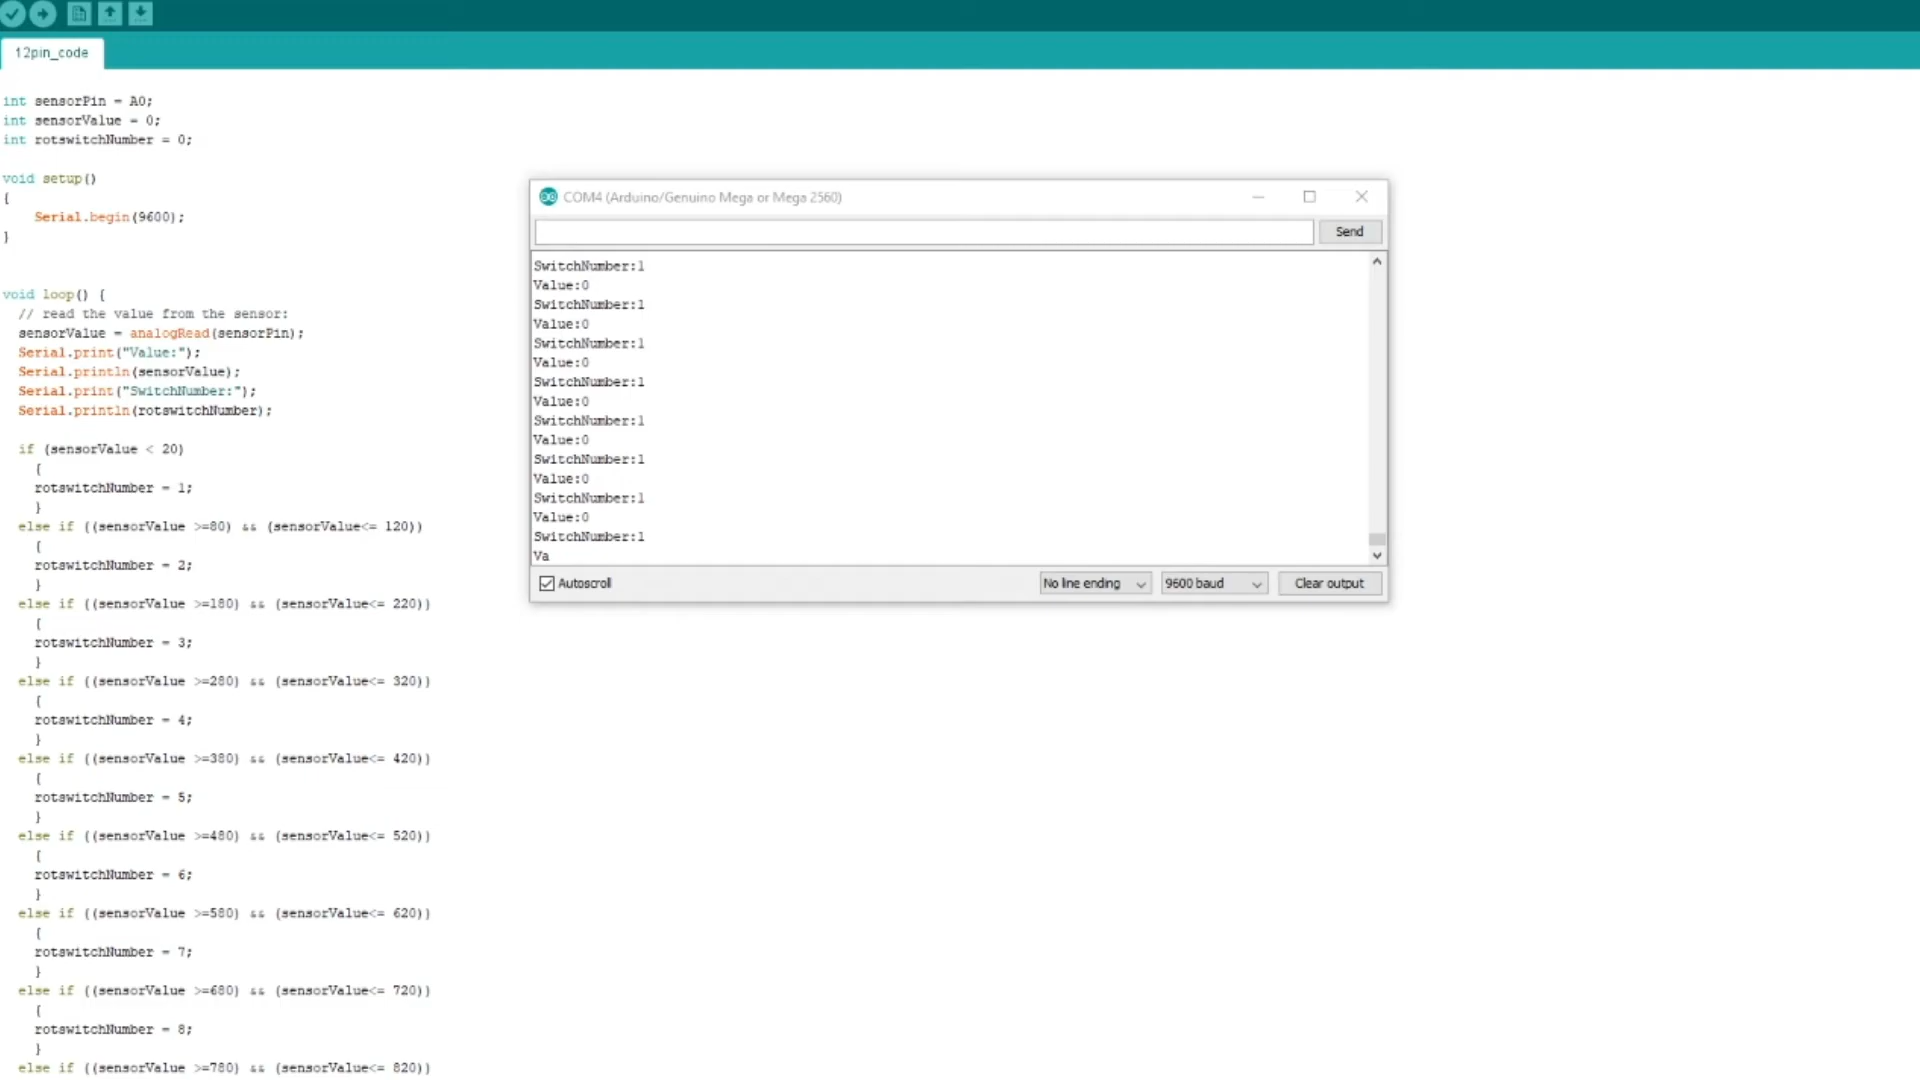 12pin_code
int sensorPin = A0;
int sensorValue = 0;
int rotswitchNumber = 0;
void setup()
{
Serial.begin(9600);
}
void loop() {
// read the value from the sensor:
sensorValue = analogRead(sensorPin);
Serial.print("Value:");
Serial.println(sensorValue);
Serial.print("SwitchNumber:");
Serial.println(rotswitchNumber);
if (sensorValue < 20)
{
rotswitchNumber = 1;
}
else if ((sensorValue >=80) && (sensorValue<= 120))
{
rotswitchNumber = 2;
}
else if ((sensorValue >=180) && (sensorValue<= 220))
{
rotswitchNumber = 3;
}
else if ((sensorValue >=280) && (sensorValue<= 320))
{
rotswitchNumber = 4;
}
else if ((sensorValue >=380) && (sensorValue<= 420))
{
rotswitchNumber = 5;
}
else if ((sensorValue >=480) && (sensorValue<= 520))
{
rotswitchNumber = 6;
}
else if ((sensorValue >=580) && (sensorValue<= 620))
{
rotswitchNumber = 7;
}
else if ((sensorValue >=680) && (sensorValue<= 720))
{
rotswitchNumber = 8;
}
else if ((sensorValue >=780) && (sensorValue<= 820))
COM4 (Arduino/Genuino Mega or Mega 2560)
Send
SwitchNumber:1
Value:0
SwitchNumber:1
Value:0
SwitchNumber:1
Value:0
SwitchNumber:1
Value:0
SwitchNumber:1
Value:0
SwitchNumber:1
Value:0
SwitchNumber:1
Value:0
SwitchNumber:1
Va
Autoscroll
No line ending
9600 baud
Clear output